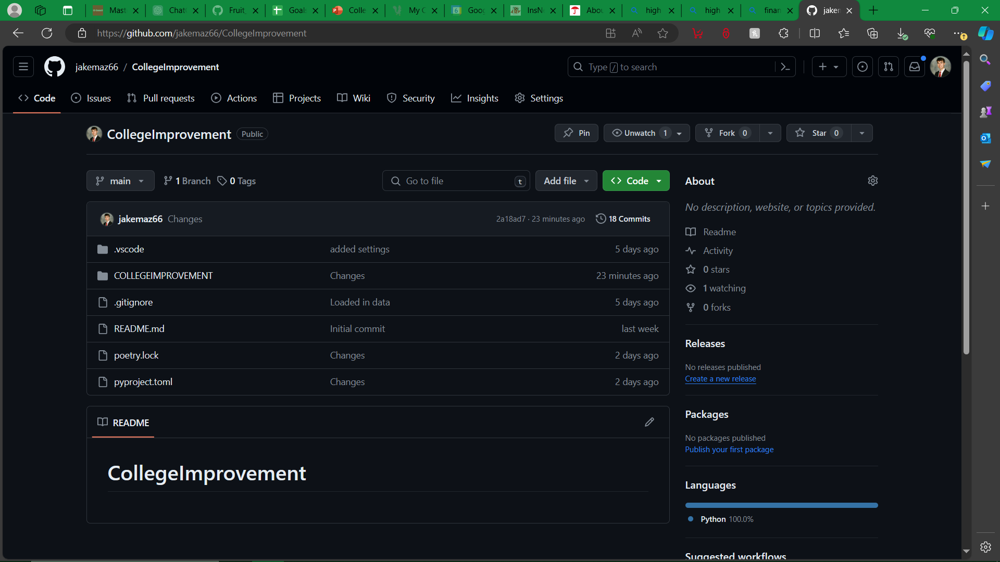 Mast
Chat
Fruit_
Goals
Colle
My C
Goog
InsN
Abou
high
high
finan
jaken
https://github.com/jakemaz66/CollegeImprovement
jakemaz66 / CollegeImprovement
Type / to search
Code
Issues
Pull requests
Actions
Projects
Wiki
Security
Insights
Settings
CollegeImprovement Public
Pin
Unwatch 1
Fork 0
Star 0
main
1 Branch
0 Tags
Go to file t
Add file
Code
jakemaz66 Changes 2a18ad7 · 23 minutes ago 18 Commits
.vscode added settings 5 days ago
COLLEGEIMPROVEMENT Changes 23 minutes ago
.gitignore Loaded in data 5 days ago
README.md Initial commit last week
poetry.lock Changes 2 days ago
pyproject.toml Changes 2 days ago
README
CollegeImprovement
About
No description, website, or topics provided.
Readme
Activity
0 stars
1 watching
0 forks
Releases
No releases published
Create a new release
Packages
No packages published
Publish your first package
Languages
Python 100.0%
Suggested workflows